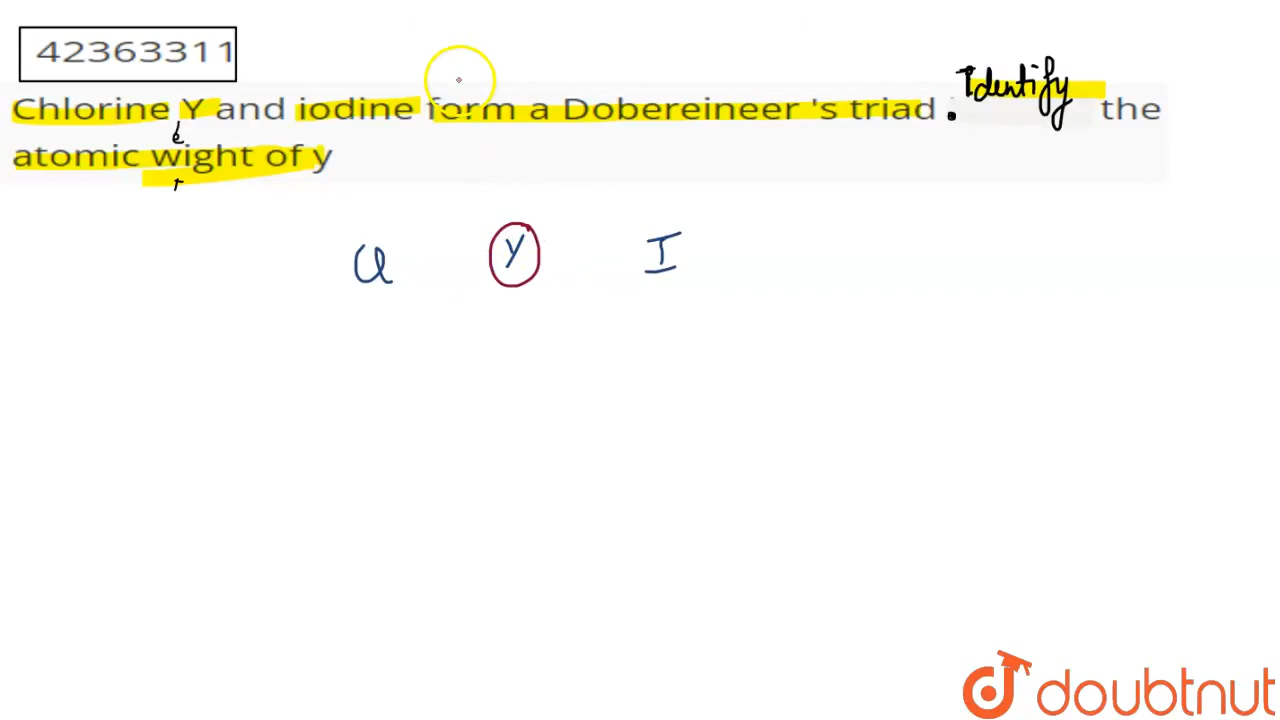 42363311
Chlorine Y and iodine form a Dobereineer 's triad . Identify the
atomic wight of y
e
Cl Y I
doubtnut